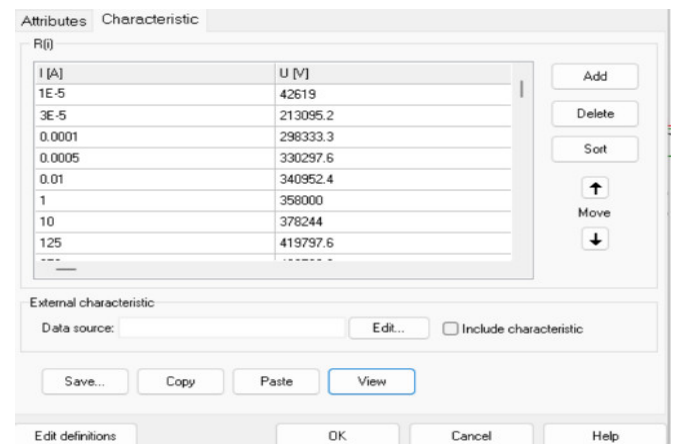 Attributes Characteristic
R(i)
I [A] U [V]
1E-5 42619
3E-5 213095.2
0.0001 298333.3
0.0005 330297.6
0.01 340952.4
1 358000
10 378244
125 419797.6
Add
Delete
Sort
Move
External characteristic
Data source: Edit... Include characteristic
Save... Copy Paste View
Edit definitions OK Cancel Help